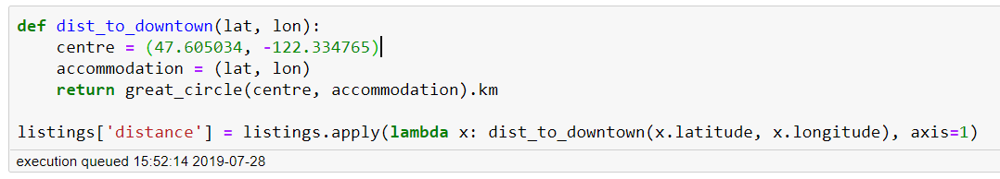 def dist_to_downtown(lat, lon):
    centre = (47.605034, -122.334765)
    accommodation = (lat, lon)
    return great_circle(centre, accommodation).km
listings['distance'] = listings.apply(lambda x: dist_to_downtown(x.latitude, x.longitude), axis=1)
execution queued 15:52:14 2019-07-28